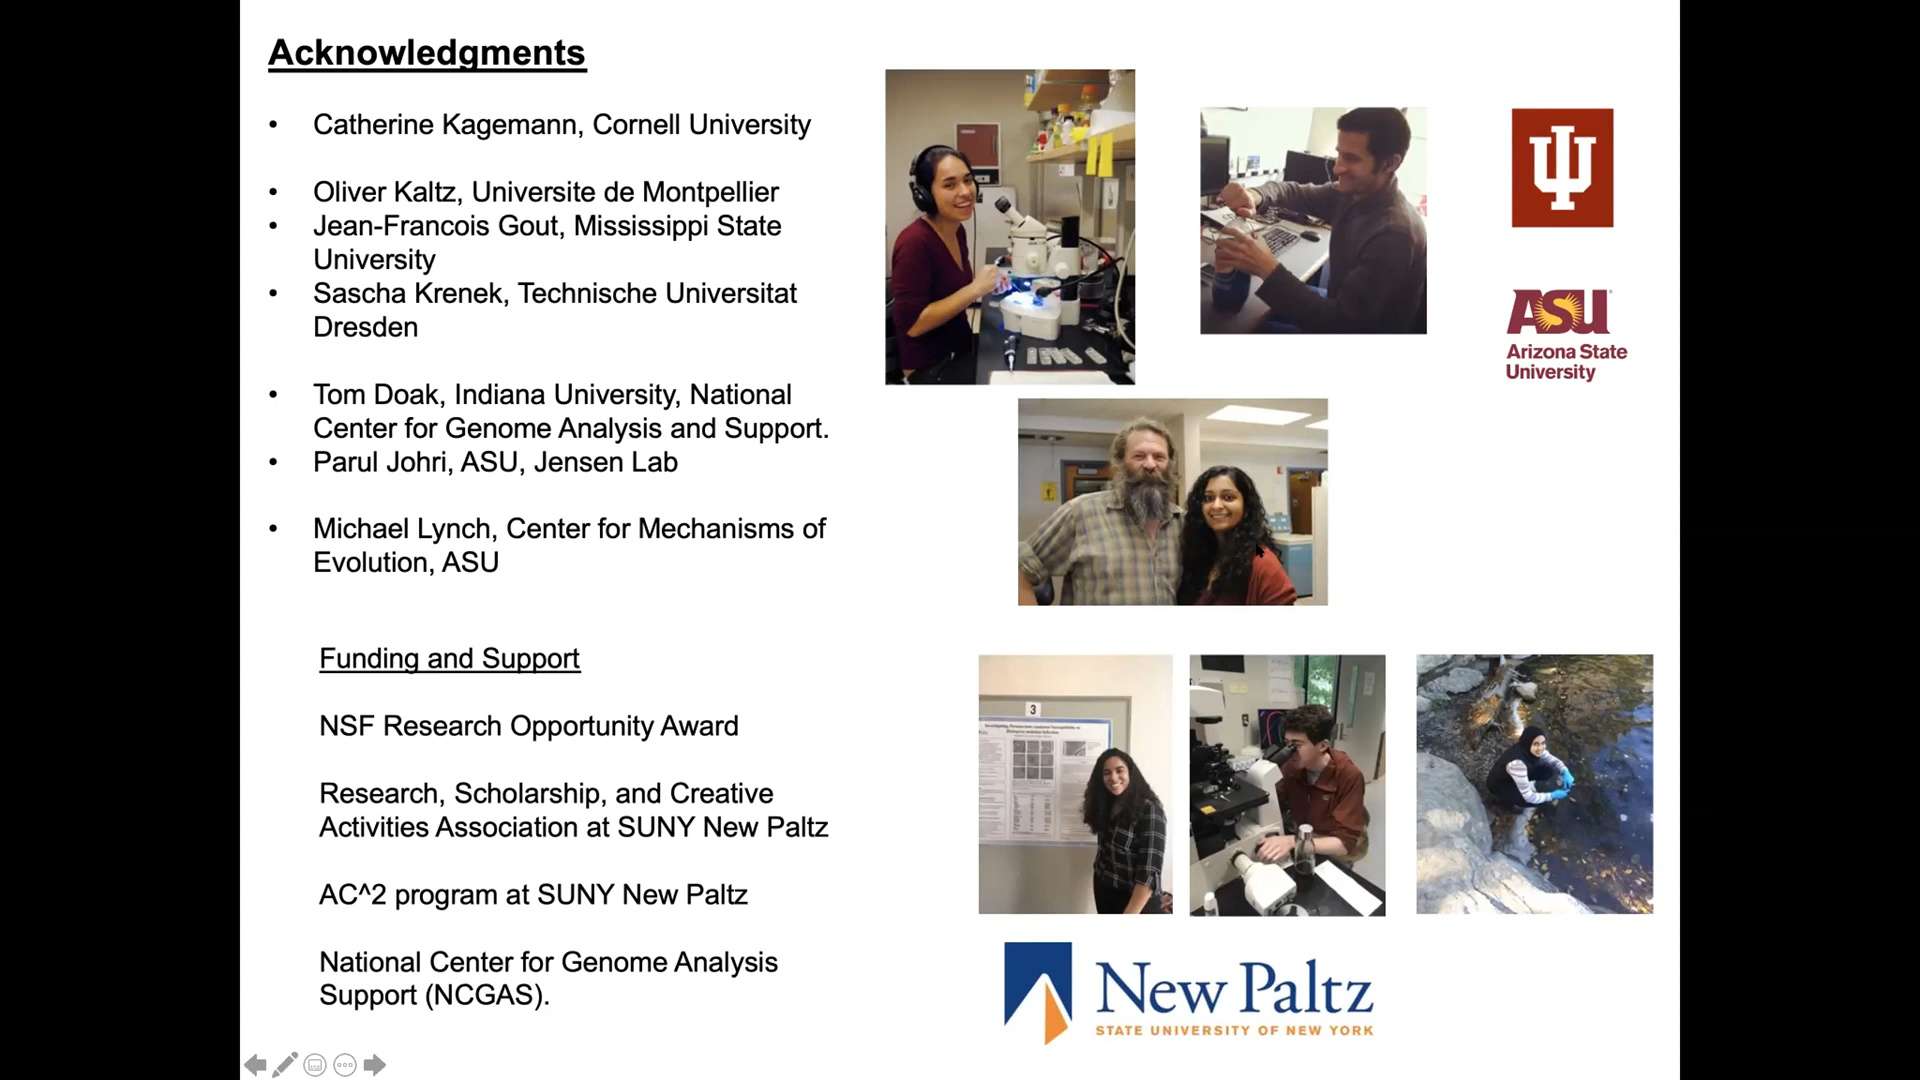 Acknowledgments
• Catherine Kagemann, Cornell University
• Oliver Kaltz, Universite de Montpellier
• Jean-Francois Gout, Mississippi State
University
• Sascha Krenek, Technische Universitat
Dresden
• Tom Doak, Indiana University, National
Center for Genome Analysis and Support.
• Parul Johri, ASU, Jensen Lab
• Michael Lynch, Center for Mechanisms of
Evolution, ASU
Funding and Support
NSF Research Opportunity Award
Research, Scholarship, and Creative
Activities Association at SUNY New Paltz
AC^2 program at SUNY New Paltz
National Center for Genome Analysis
Support (NCGAS).
ASU
Arizona State
University
3
New Paltz
STATE UNIVERSITY OF NEW YORK